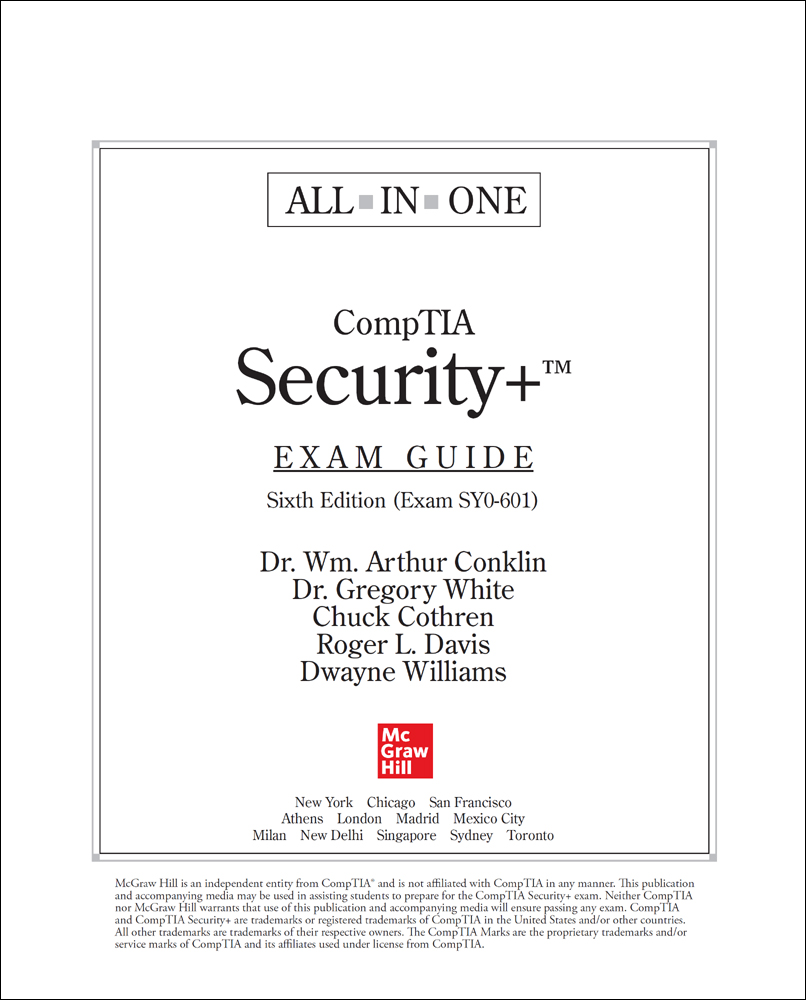 ALL IN ONE
CompTIA
Security+™
EXAM GUIDE
Sixth Edition (Exam SY0-601)
Dr. Wm. Arthur Conklin
Dr. Gregory White
Chuck Cothren
Roger L. Davis
Dwayne Williams
Mc
Graw
Hill
New York Chicago San Francisco
Athens London Madrid Mexico City
Milan New Delhi Singapore Sydney Toronto
McGraw Hill is an independent entity from CompTIA® and is not affiliated with CompTIA in any manner. This publication
and accompanying media may be used in assisting students to prepare for the CompTIA Security+ exam. Neither CompTIA
nor McGraw Hill warrants that use of this publication and accompanying media will ensure passing any exam. CompTIA
and CompTIA Security+ are trademarks or registered trademarks of CompTIA in the United States and/or other countries.
All other trademarks are trademarks of their respective owners. The CompTIA Marks are the proprietary trademarks and/or
service marks of CompTIA and its affiliates used under license from CompTIA.